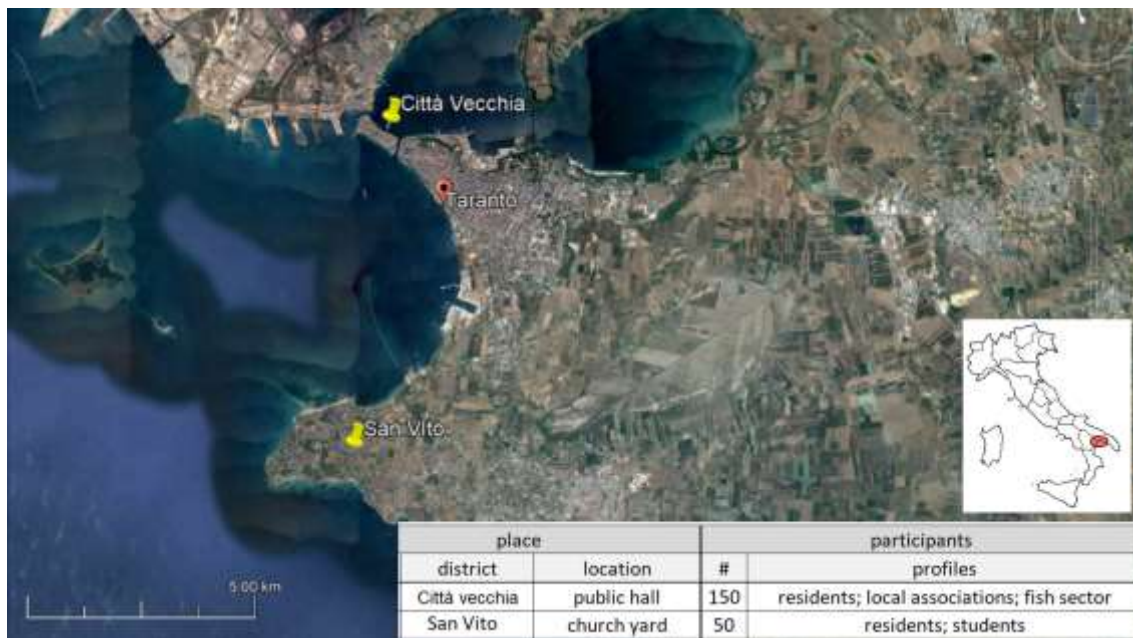 Città Vecchia
Taranto
San Vito
5.00 km
place participants
district location # profiles
Città vecchia public hall 150 residents; local associations; fish sector
San Vito church yard 50 residents; students